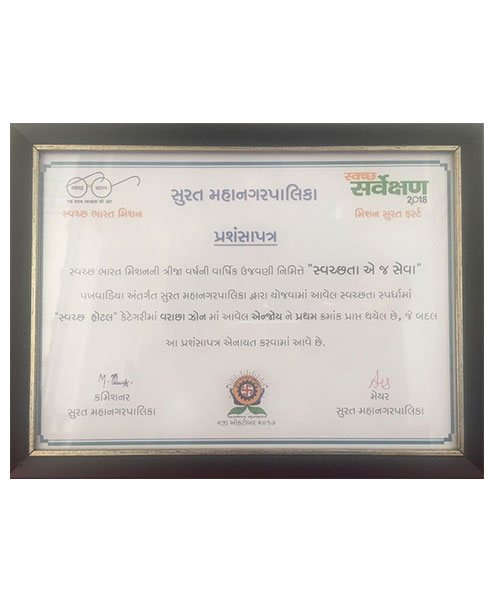 સ્વચ્છ ભારત
સ્વચ્છ ભારત મિશન
સુરત મહાનગરપાલિકા
સ્વચ્છ
સર્વેક્ષણ
2018
મિશન સુરત ફર્સ્ટ
પ્રશંસાપત્ર
સ્વચ્છ ભારત મિશનની ત્રીજા વર્ષની વાર્ષિક ઉજવણી નિમિત્તે "સ્વચ્છતા એ જ સેવા"
પખવાડિયા અંતર્ગત સુરત મહાનગરપાલિકા દ્વારા યોજવામાં આવેલ સ્વચ્છતા સ્પર્ધામાં
"સ્વચ્છ હોટલ" કેટેગરીમાં વરાછા ઝોન માં આવેલ એન્જોય ને પ્રથમ ક્રમાંક પ્રાપ્ત થયેલ છે, જે બદલ
આ પ્રશંસાપત્ર એનાયત કરવામાં આવે છે.
કમિશનર
સુરત મહાનગરપાલિકા
૨જી ઓક્ટોબર ૨૦૧૭
મેયર
સુરત મહાનગરપાલિકા